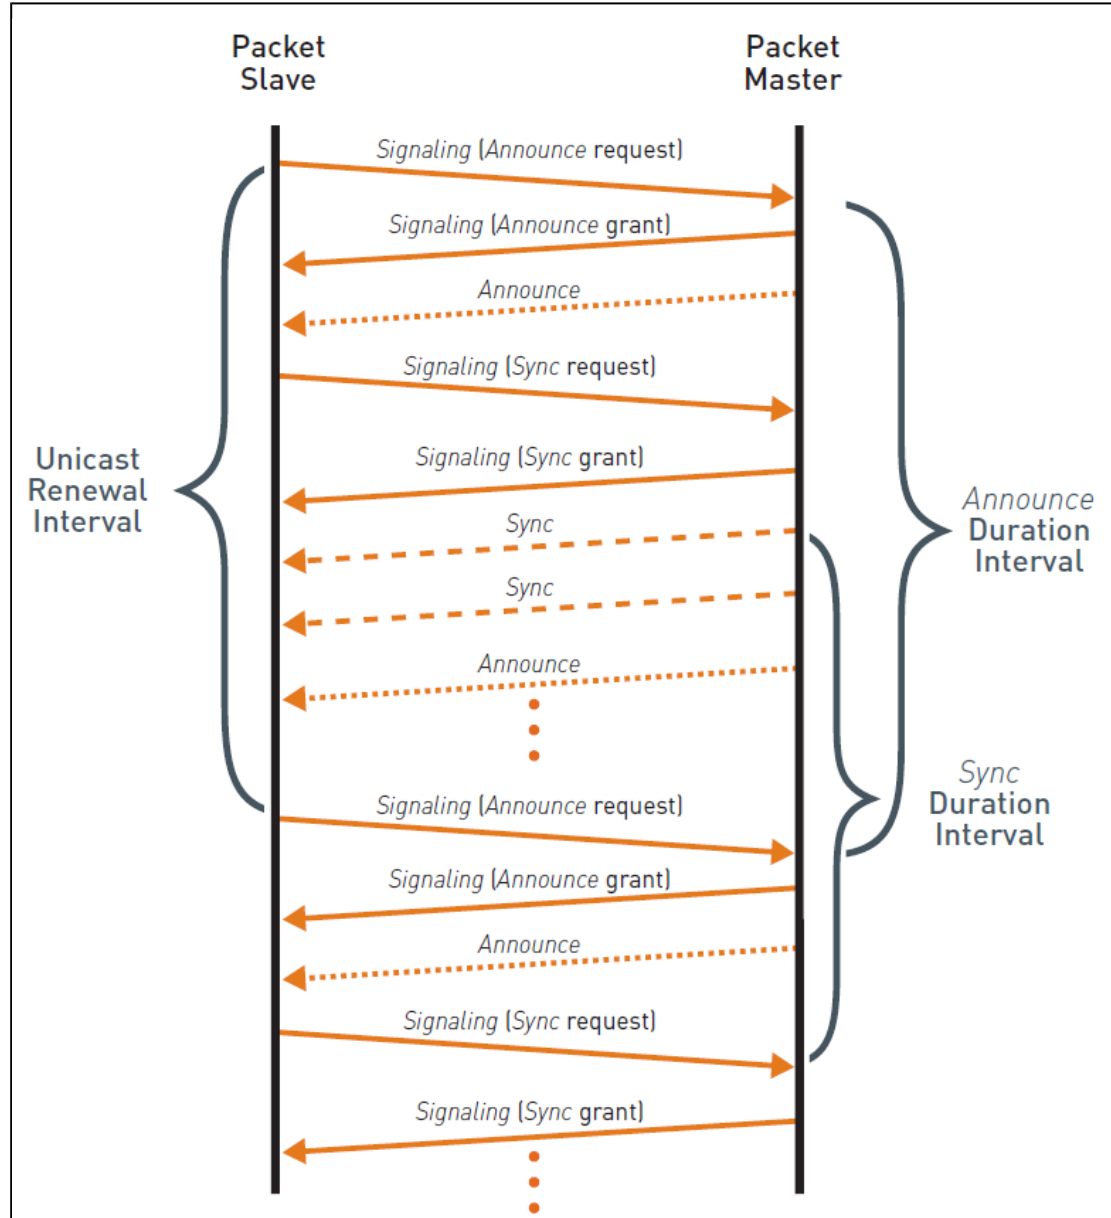 Packet
Slave
Packet
Master
Signaling (Announce request)
Signaling (Announce grant)
Announce
Signaling (Sync request)
Signaling (Sync grant)
Unicast
Renewal
Interval
Sync
Announce
Duration
Interval
Sync
Announce
Sync
Duration
Interval
Signaling (Announce request)
Signaling (Announce grant)
Announce
Signaling (Sync request)
Signaling (Sync grant)